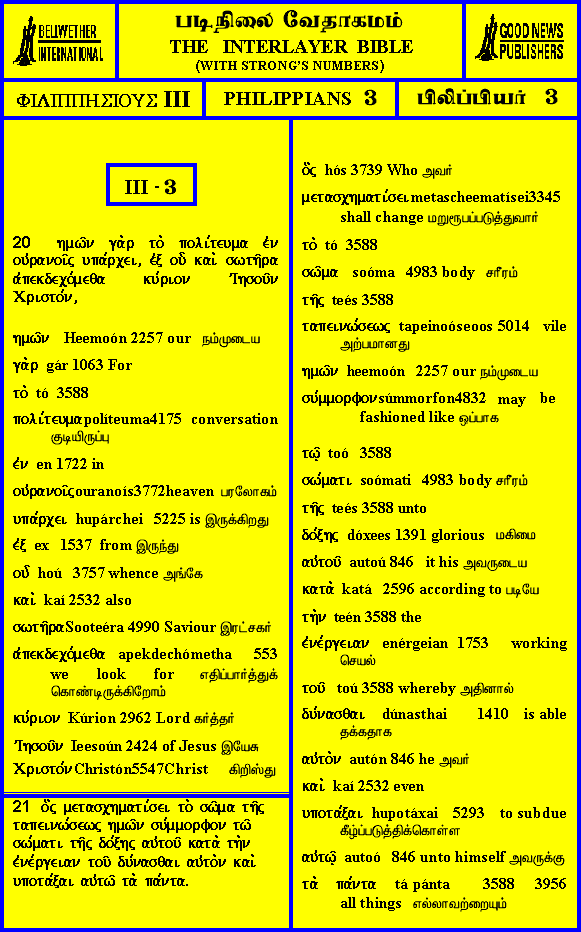 BELLWETHER
INTERNATIONAL
படிநிலை வேதாகமம்
THE INTERLAYER BIBLE
(WITH STRONG'S NUMBERS)
GOOD NEWS
PUBLISHERS
ΦΙΛΙΠΠΗΣΙΟΥΣ III
PHILIPPIANS 3
பிலிப்பியர் 3
III - 3
20 ημων γὰρ τὸ πολίτευμα ἐν
οὐρανοῖς υπάρχει, ἐξ οὗ καὶ σωτῆρα
ἀπεκδεχόμεθα κύριον Ἰησοῦν
Χριστόν,
ημων Heemoón 2257 our நம்முடைய
γὰρ gár 1063 For
τὸ tó 3588
πολίτευμα políteuma4175 conversation
குடியிருப்பு
ἐν en 1722 in
οὐρανοῖς ouranoís3772heaven பரலோகம்
υπάρχει hupárchei 5225 is இருக்கிறது
ἐξ ex 1537 from இருந்து
οὗ hoú 3757 whence அங்கே
καὶ kaí 2532 also
σωτῆρα Sooteéra 4990 Saviour இரட்சகர்
ἀπεκδεχόμεθα apekdechómetha 553
we look for எதிப்பார்த்துக்
கொண்டிருக்கிறோம்
κύριον Kúrion 2962 Lord கர்த்தர்
Ἰησοῦν Ieesoún 2424 of Jesus இயேசு
Χριστόν Christón5547Christ கிறிஸ்து
21 ὃς μετασχηματίσει τὸ σῶμα τῆς
ταπεινώσεως ημῶν σύμμορφον τῷ
σώματι τῆς δόξης αὐτοῦ κατὰ τὴν
ἐνέργειαν τοῦ δύνασθαι αὐτὸν καὶ
υποτάξαι αὐτῷ τὰ πάντα.
ὃς hós 3739 Who அவர்
μετασχηματίσει metascheematísei3345
shall change மறுரூபப்படுத்துவார்
τὸ tó 3588
σῶμα soóma 4983 body சரீரம்
τῆς teés 3588
ταπεινώσεως tapeinoóseoos 5014 vile
அற்பமானது
ημῶν heemoón 2257 our நம்முடைய
σύμμορφον súmmorfon4832 may be
fashioned like ஒப்பாக
τῷ toó 3588
σώματι soómati 4983 body சரீரம்
τῆς teés 3588 unto
δόξης dóxees 1391 glorious மகிமை
αὐτοῦ autoú 846 it his அவருடைய
κατὰ katá 2596 according to படியே
τὴν teén 3588 the
ἐνέργειαν enérgeian 1753 working
செயல்
τοῦ toú 3588 whereby அதினால்
δύνασθαι dúnasthai 1410 is able
தக்கதாக
αὐτὸν autón 846 he அவர்
καὶ kaí 2532 even
υποτάξαι hupotáxai 5293 to subdue
கீழ்ப்படுத்திக்கொள்ள
αὐτῷ autoó 846 unto himself அவருக்கு
τὰ πάντα tá pánta 3588 3956
all things எல்லாவற்றையும்